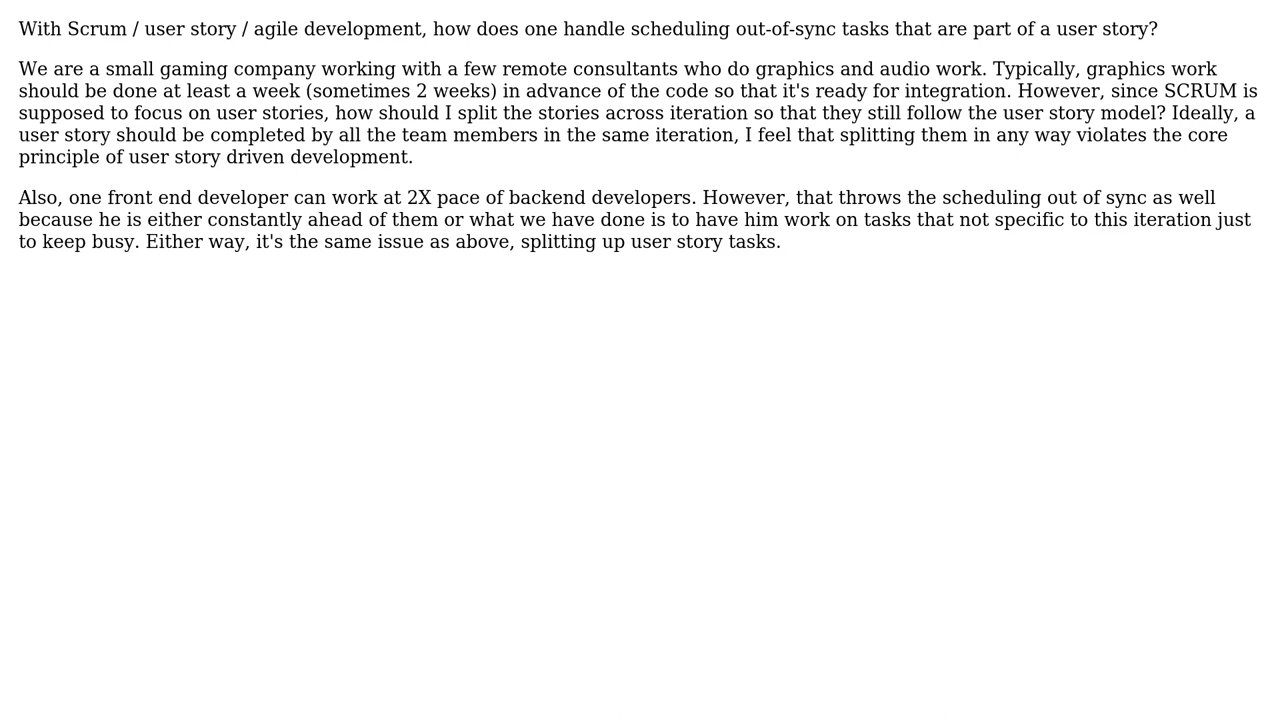 With Scrum / user story / agile development, how does one handle scheduling out-of-sync tasks that are part of a user story?
We are a small gaming company working with a few remote consultants who do graphics and audio work. Typically, graphics work
should be done at least a week (sometimes 2 weeks) in advance of the code so that it's ready for integration. However, since SCRUM is
supposed to focus on user stories, how should I split the stories across iteration so that they still follow the user story model? Ideally, a
user story should be completed by all the team members in the same iteration, I feel that splitting them in any way violates the core
principle of user story driven development.
Also, one front end developer can work at 2X pace of backend developers. However, that throws the scheduling out of sync as well
because he is either constantly ahead of them or what we have done is to have him work on tasks that not specific to this iteration just
to keep busy. Either way, it's the same issue as above, splitting up user story tasks.